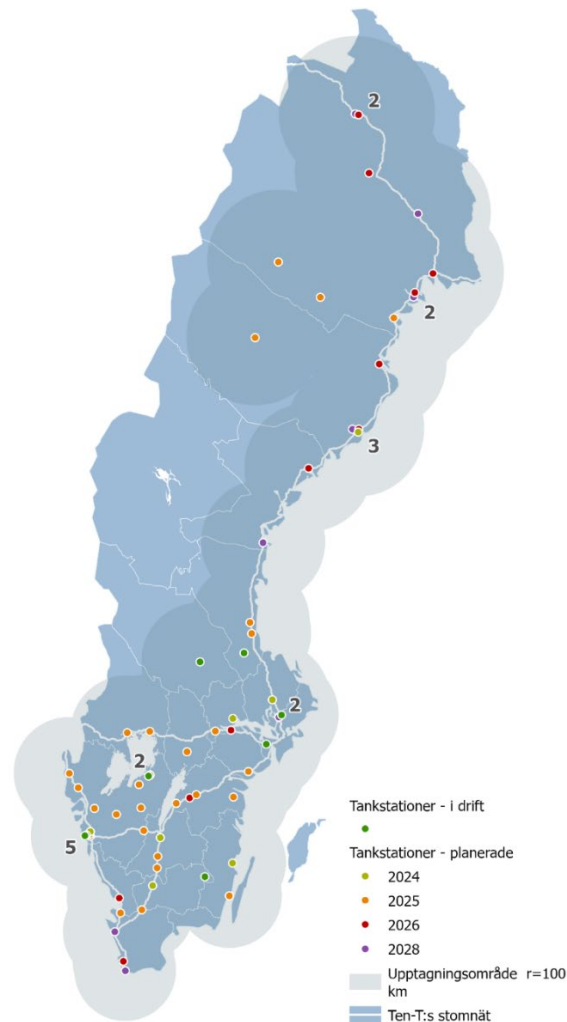 2
2
3
2
2
5
Tankstationer - i drift
Tankstationer - planerade
2024
2025
2026
2028
Upptagningsområde r=100
km
Ten-T:s stomnät